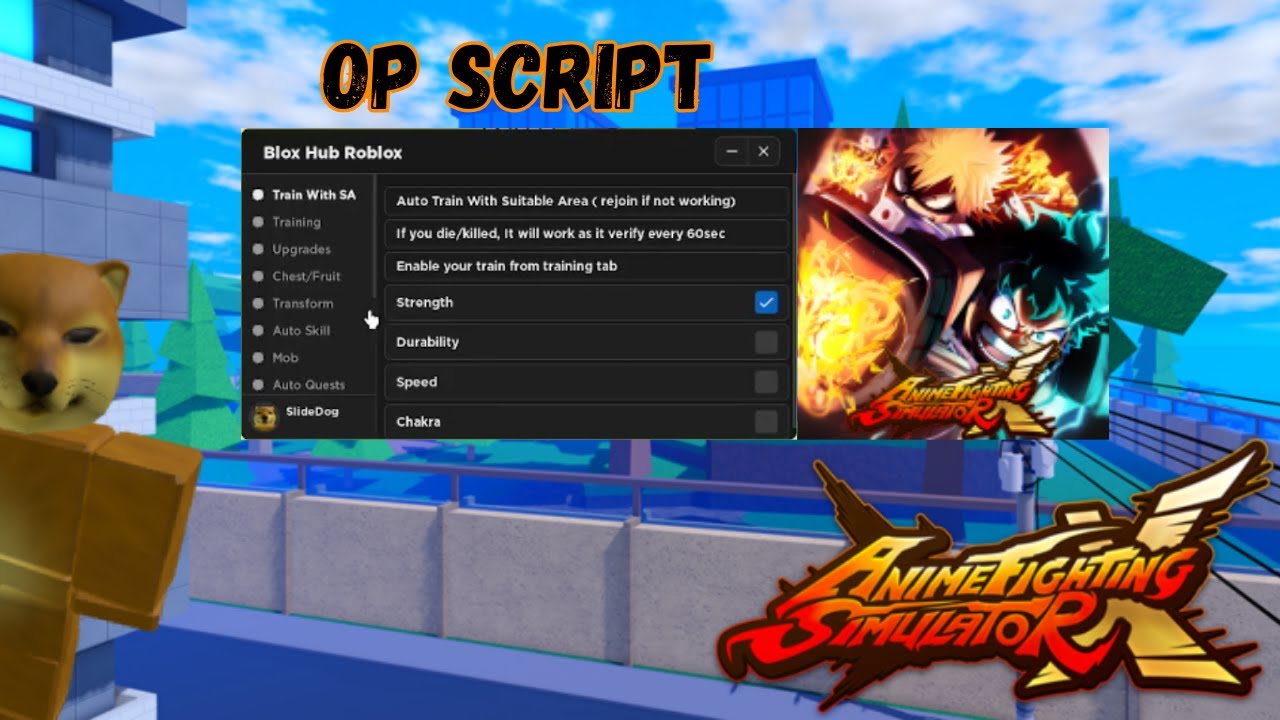 OP SCRIPT
Blox Hub Roblox
Train With SA
Training
Upgrades
Chest/Fruit
Transform
Auto Skill
Mob
Auto Quests
SlideDog
Auto Train With Suitable Area ( rejoin if not working)
If you die/killed, It will work as it verify every 60sec
Enable your train from training tab
Strength
Durability
Speed
Chakra
ANIME FIGHTING
SIMULATOR X
ANIME FIGHTING
SIMULATOR X